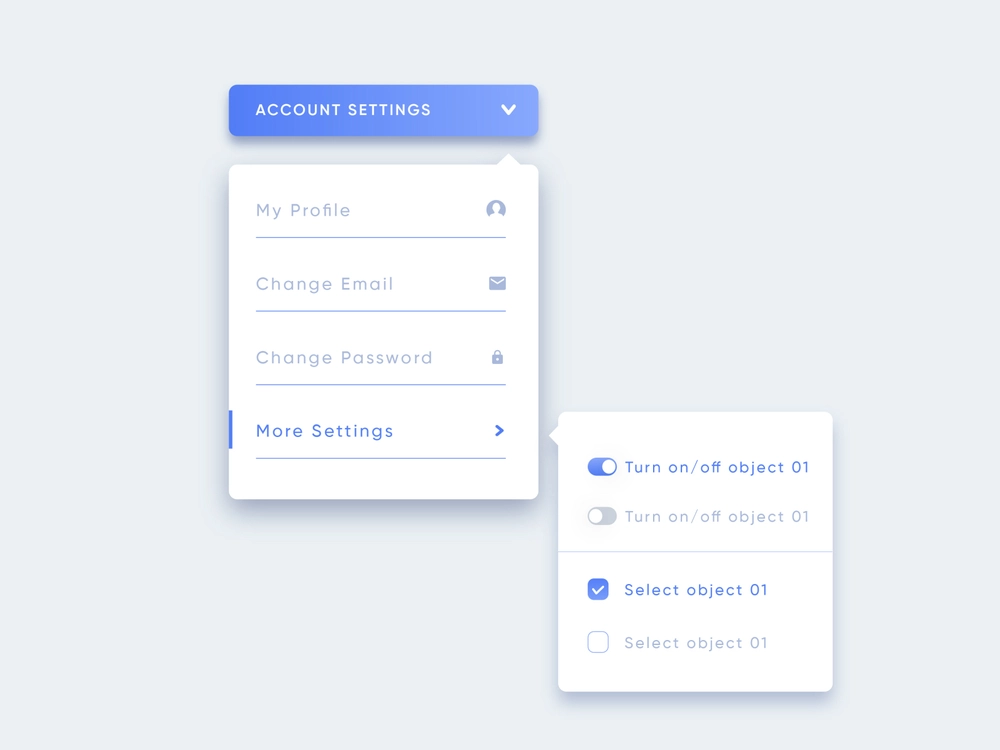 ACCOUNT SETTINGS
My Profile
Change Email
Change Password
More Settings
Turn on/off object 01
Turn on/off object 01
Select object 01
Select object 01